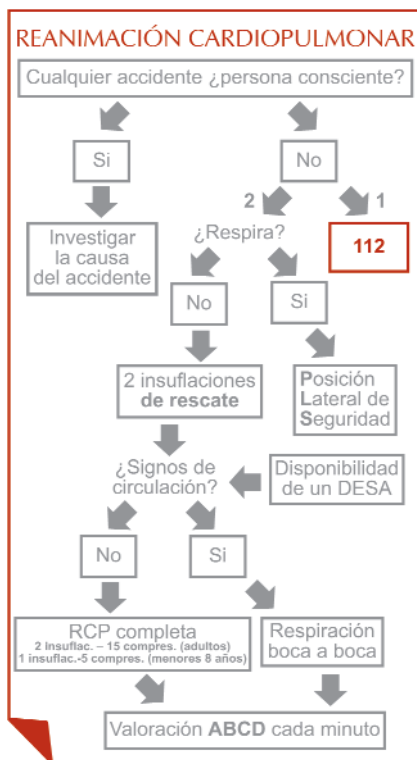 REANIMACIÓN CARDIOPULMONAR
Cualquier accidente ¿persona consciente?
Si
No
2
1
Investigar
la causa
del accidente
¿Respira?
112
No
Si
2 insuflaciones
de rescate
Posición
Lateral de
Seguridad
¿Signos de
circulación?
Disponibilidad
de un DESA
No
Si
RCP completa
2 Insuflac. – 15 compres. (adultos)
1 insuflac.-5 compres. (menores 8 años)
Respiración
boca a boca
Valoración ABCD cada minuto